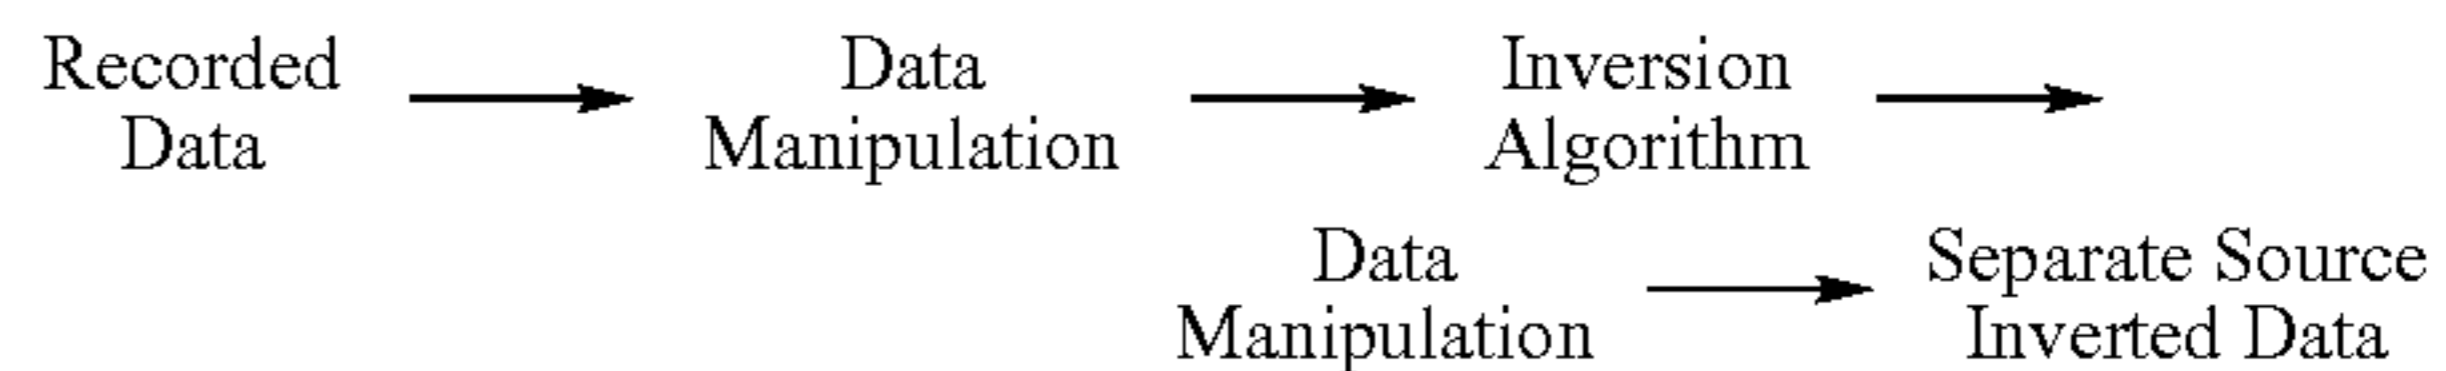 Recorded Data
Data Manipulation
Inversion Algorithm
Data Manipulation
Separate Source Inverted Data